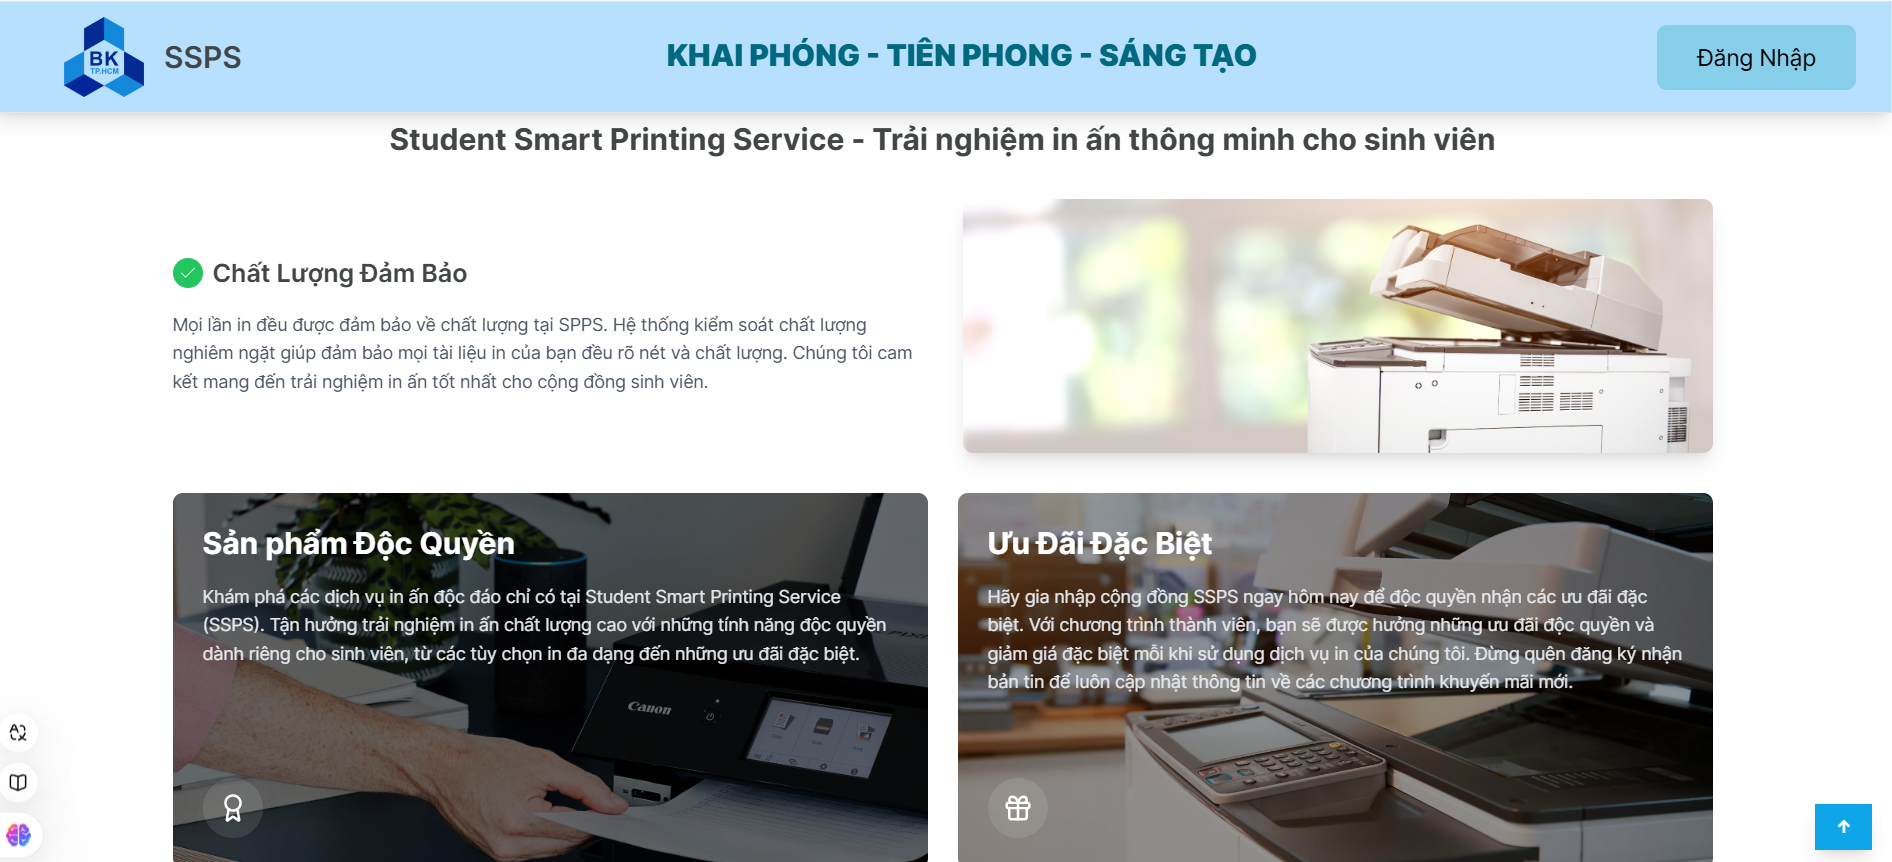 BK
TP.HCM
SSPS
KHAI PHÓNG - TIÊN PHONG - SÁNG TẠO
Đăng Nhập
Student Smart Printing Service - Trải nghiệm in ấn thông minh cho sinh viên
Chất Lượng Đảm Bảo
Mọi lần in đều được đảm bảo về chất lượng tại SPPS. Hệ thống kiểm soát chất lượng
nghiêm ngặt giúp đảm bảo mọi tài liệu in của bạn đều rõ nét và chất lượng. Chúng tôi cam
kết mang đến trải nghiệm in ấn tốt nhất cho cộng đồng sinh viên.
Sản phẩm Độc Quyền
Khám phá các dịch vụ in ấn độc đáo chỉ có tại Student Smart Printing Service
(SSPS). Tận hưởng trải nghiệm in ấn chất lượng cao với những tính năng độc quyền
dành riêng cho sinh viên, từ các tùy chọn in đa dạng đến những ưu đãi đặc biệt.
Canon
Ưu Đãi Đặc Biệt
Hãy gia nhập cộng đồng SSPS ngay hôm nay để độc quyền nhận các ưu đãi đặc
biệt. Với chương trình thành viên, bạn sẽ được hưởng những ưu đãi độc quyền và
giảm giá đặc biệt mỗi khi sử dụng dịch vụ in của chúng tôi. Đừng quên đăng ký nhận
bản tin để luôn cập nhật thông tin về các chương trình khuyến mãi mới.